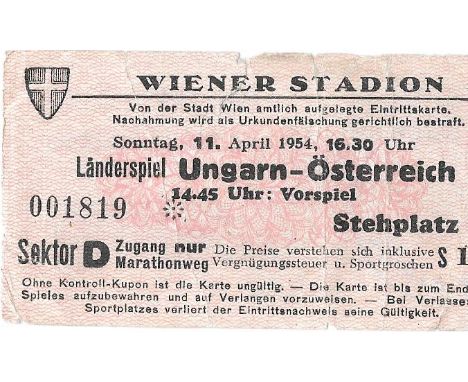 WIENER STADION
Von der Stadt Wien amtlich aufgelegte Eintrittskarte.
Nachahmung wird als Urkundenfälschung gerichtlich bestraft.
Sonntag, 11. April 1954, 16.30 Uhr
Länderspiel Ungarn-Österreich
14.45 Uhr: Vorspiel
001819 *
Stehplatz
Sektor D Zugang nur Marathonweg Die Preise verstehen sich inklusive Vergnügungssteuer u. Sportgroschen S 1
Ohne Kontroll-Kupon ist die Karte ungültig. — Die Karte ist bis zum End
Spieles aufzubewahren und auf Verlangen vorzuweisen. — Bei Verlasse
Sportplatzes verliert der Eintrittsnachweis seine Gültigkeit.